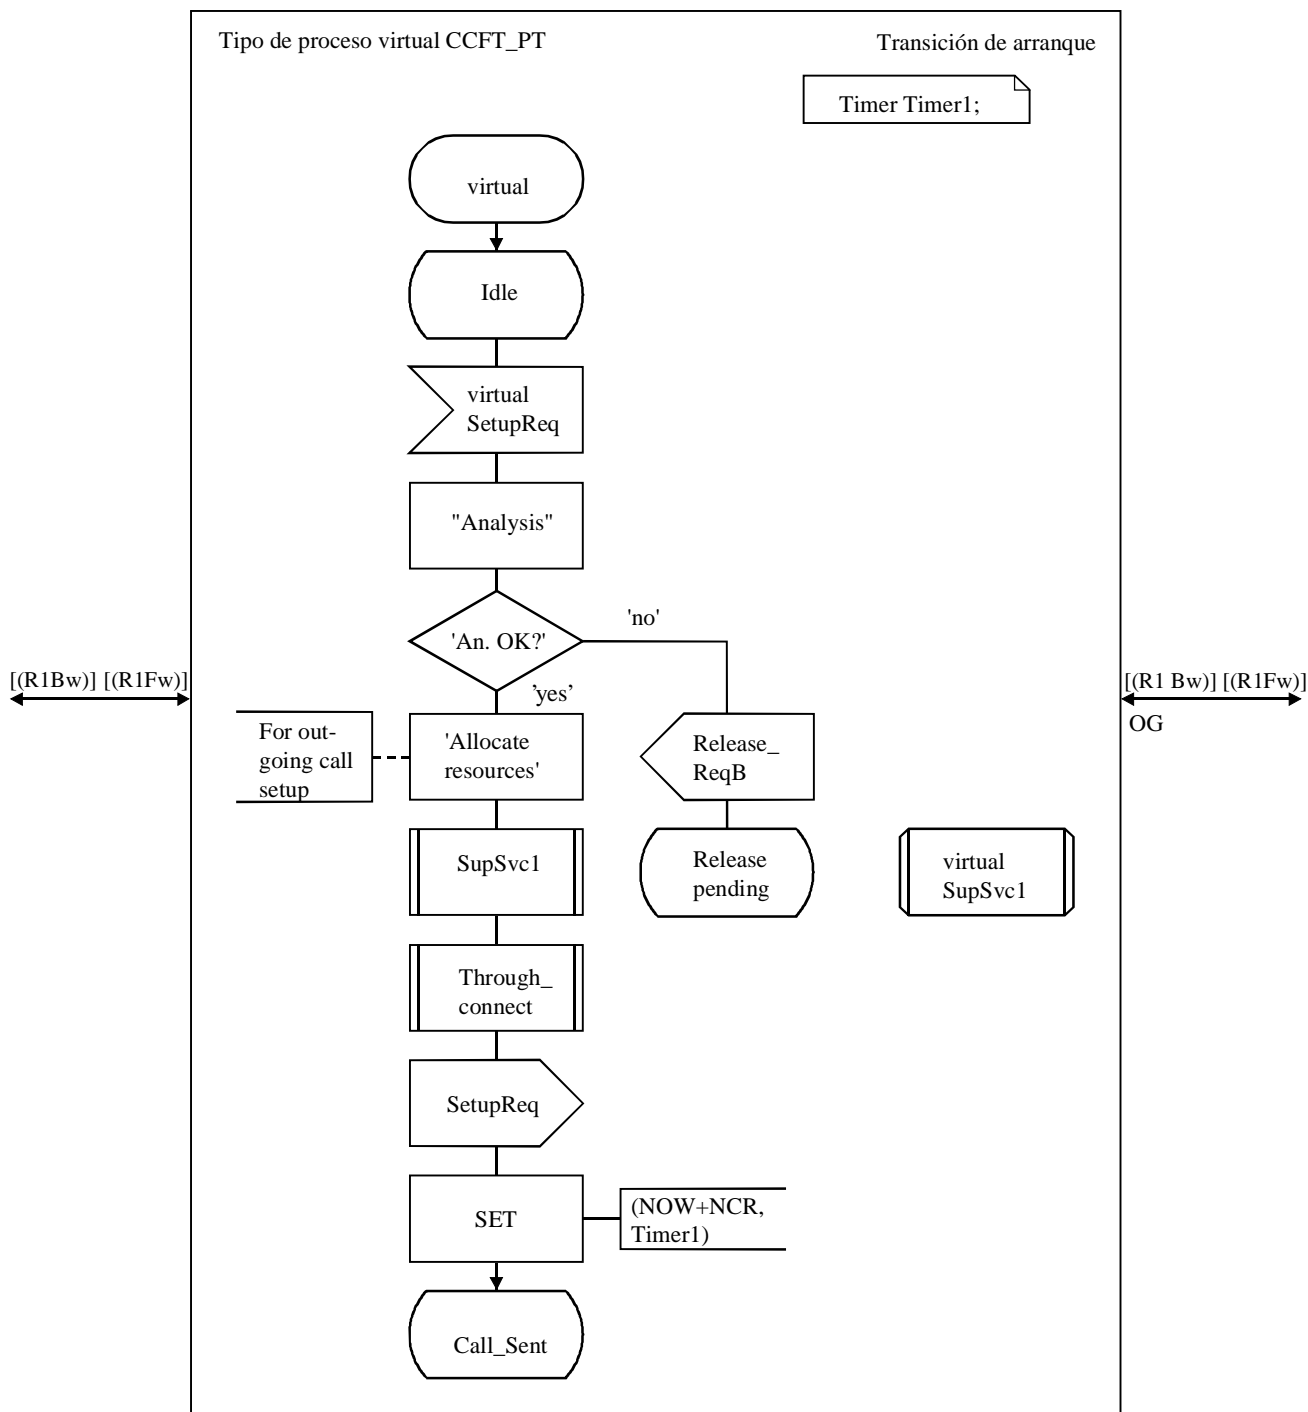 Tipo de proceso virtual CCFT_PT
Transición de arranque
Timer Timer1;
virtual
Idle
virtual
SetupReq
"Analysis"
'An. OK?'
'no'
'yes'
[(R1Bw)] [(R1Fw)]
[(R1 Bw)] [(R1Fw)]
OG
For out-
going call
setup
'Allocate
resources'
Release_
ReqB
SupSvc1
Release
pending
virtual
SupSvc1
Through_
connect
SetupReq
SET
(NOW+NCR,
Timer1)
Call_Sent